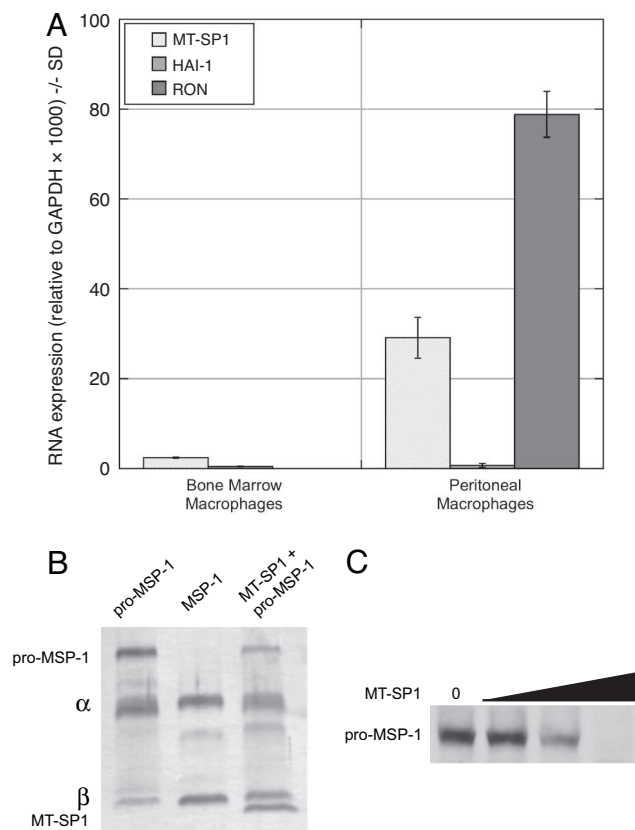 A
RNA expression (relative to GAPDH × 1000) -/- SD
100
80
60
40
20
0
MT-SP1
HAI-1
RON
Bone Marrow
Macrophages
Peritoneal
Macrophages
B
pro-MSP-1
MSP-1
MT-SP1 +
pro-MSP-1
pro-MSP-1
α
β
MT-SP1
C
MT-SP1
0
pro-MSP-1